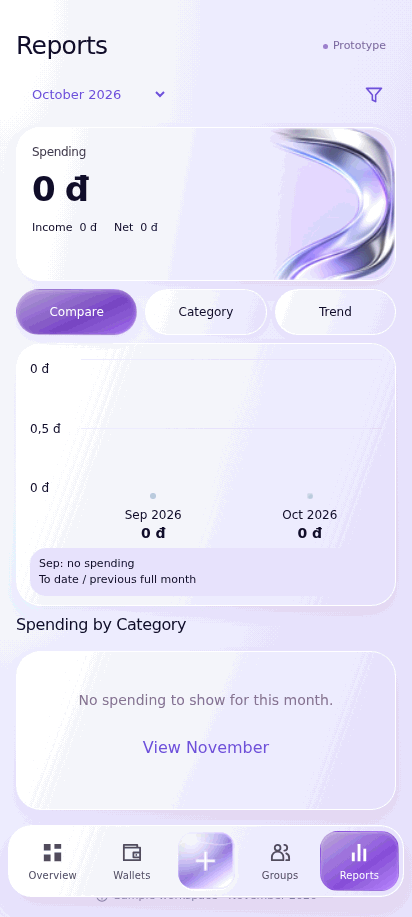 Reports
Prototype
October 2026
Spending
0 đ
Income 0 đ Net 0 đ
Compare Category Trend
0 đ
0,5 đ
0 đ
Sep 2026 Oct 2026
0 đ 0 đ
Sep: no spending
To date / previous full month
Spending by Category
No spending to show for this month.
View November
Overview Wallets Groups Reports